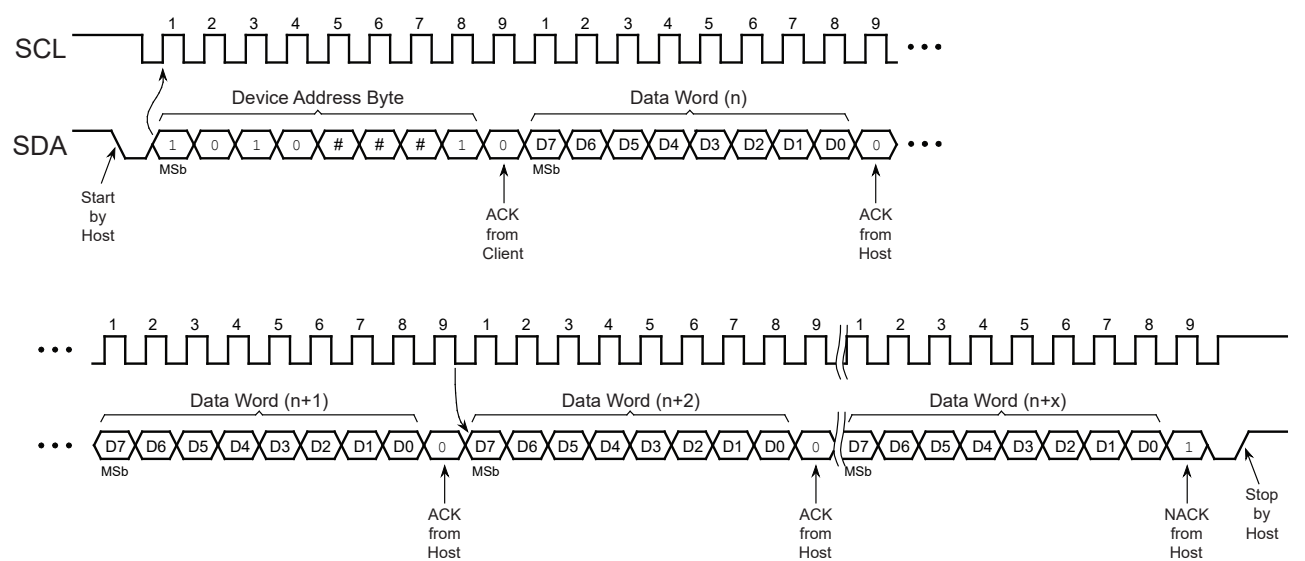 1 2 3 4 5 6 7 8 9 1 2 3 4 5 6 7 8 9
SCL
•••
Device Address Byte
Data Word (n)
SDA
1 0 1 0 # # # 1 0 D7 D6 D5 D4 D3 D2 D1 D0 0
•••
MSb
MSb
Start
by
Host
ACK
from
Client
ACK
from
Host
1 2 3 4 5 6 7 8 9 1 2 3 4 5 6 7 8 9 1 2 3 4 5 6 7 8 9
•••
Data Word (n+1)
Data Word (n+2)
Data Word (n+x)
•••
D7 D6 D5 D4 D3 D2 D1 D0 0 D7 D6 D5 D4 D3 D2 D1 D0 0 D7 D6 D5 D4 D3 D2 D1 D0 1
MSb
MSb
MSb
ACK
from
Host
ACK
from
Host
NACK
from
Host
Stop
by
Host